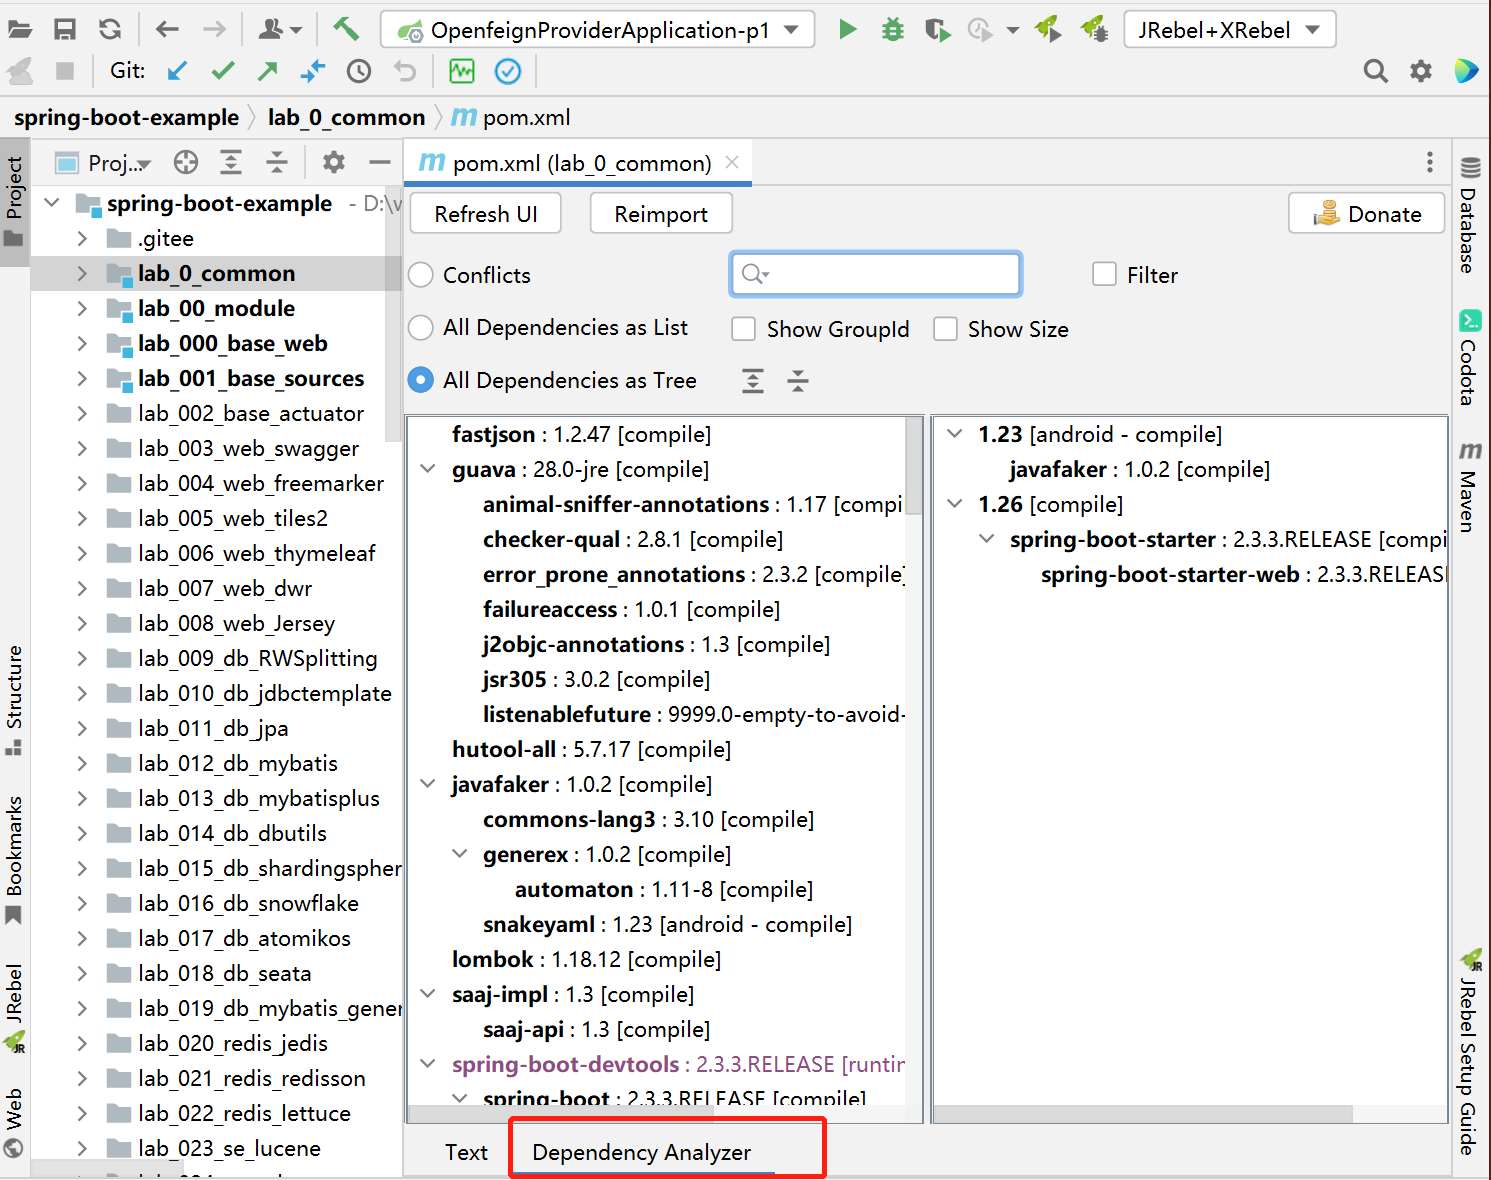 OpenfeignProviderApplication-p1
JRebel+XRebel
Git:
spring-boot-example
lab_0_common
m pom.xml
Project
Structure
Bookmarks
JRebel
Web
Proj...
spring-boot-example - D:\
.gitee
lab_0_common
lab_00_module
lab_000_base_web
lab_001_base_sources
lab_002_base_actuator
lab_003_web_swagger
lab_004_web_freemarker
lab_005_web_tiles2
lab_006_web_thymeleaf
lab_007_web_dwr
lab_008_web_Jersey
lab_009_db_RWSplitting
lab_010_db_jdbctemplate
lab_011_db_jpa
lab_012_db_mybatis
lab_013_db_mybatisplus
lab_014_db_dbutils
lab_015_db_shardingspher
lab_016_db_snowflake
lab_017_db_atomikos
lab_018_db_seata
lab_019_db_mybatis_gener
lab_020_redis_jedis
lab_021_redis_redisson
lab_022_redis_lettuce
lab_023_se_lucene
m pom.xml (lab_0_common)
Refresh UI
Reimport
Donate
Conflicts
Filter
All Dependencies as List
Show GroupId
Show Size
All Dependencies as Tree
fastjson : 1.2.47 [compile]
guava : 28.0-jre [compile]
animal-sniffer-annotations : 1.17 [compi
checker-qual : 2.8.1 [compile]
error_prone_annotations : 2.3.2 [compile]
failureaccess : 1.0.1 [compile]
j2objc-annotations : 1.3 [compile]
jsr305 : 3.0.2 [compile]
listenablefuture : 9999.0-empty-to-avoid-
hutool-all : 5.7.17 [compile]
javafaker : 1.0.2 [compile]
commons-lang3 : 3.10 [compile]
generex : 1.0.2 [compile]
automaton : 1.11-8 [compile]
snakeyaml : 1.23 [android - compile]
lombok : 1.18.12 [compile]
saaj-impl : 1.3 [compile]
saaj-api : 1.3 [compile]
spring-boot-devtools : 2.3.3.RELEASE [runtin
spring-boot : 2.3.3.RELEASE [compile]
1.23 [android - compile]
javafaker : 1.0.2 [compile]
1.26 [compile]
spring-boot-starter : 2.3.3.RELEASE [compi
spring-boot-starter-web : 2.3.3.RELEAS
Text
Dependency Analyzer
Database
Codota
m Maven
JR
JRebel Setup Guide